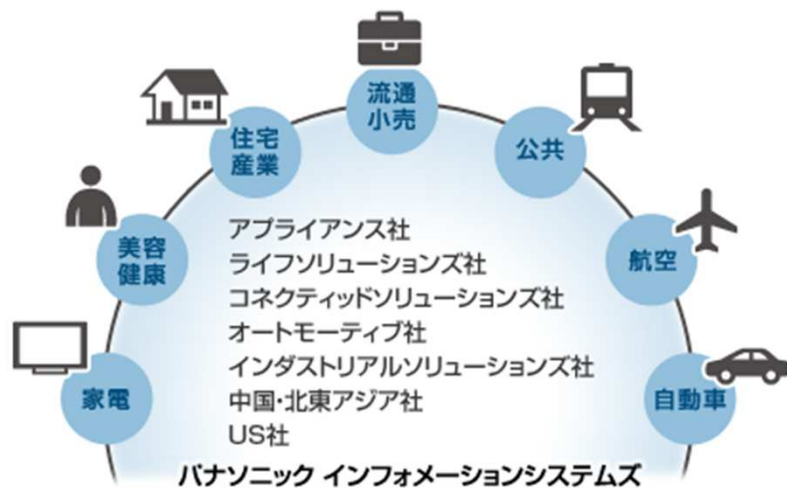 流通
小売
住宅
産業
公共
美容
健康
航空
家電
自動車
アプライアンス社
ライフソリューションズ社
コネクティッドソリューションズ社
オートモーティブ社
インダストリアルソリューションズ社
中国・北東アジア社
US社
パナソニック インフォメーションシステムズ